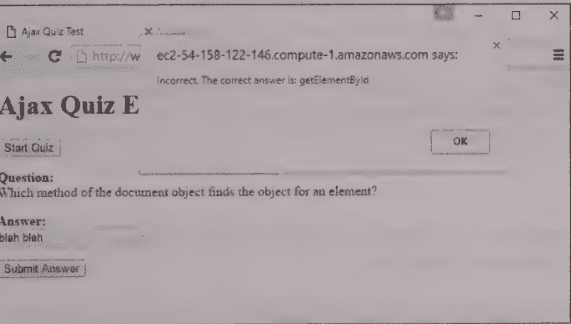 Ajax Quiz Test
http://w
ec2-54-158-122-146.compute-1.amazonaws.com says:
Incorrect. The correct answer is: getElementById
Ajax Quiz E
OK
Start Quiz
Question:
Which method of the document object finds the object for an element?
Answer:
blah blah
Submit Answer